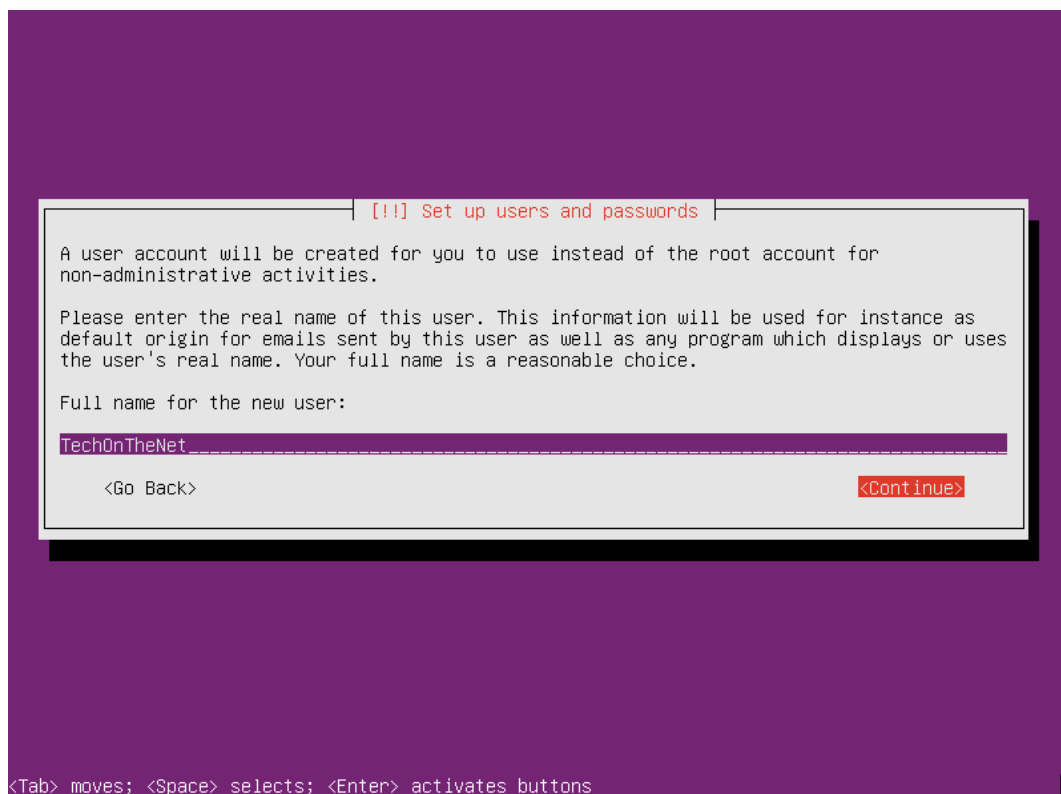 [!!] Set up users and passwords
A user account will be created for you to use instead of the root account for
non-administrative activities.
Please enter the real name of this user. This information will be used for instance as
default origin for emails sent by this user as well as any program which displays or uses
the user's real name. Your full name is a reasonable choice.
Full name for the new user:
TechOnTheNet
<Go Back> <Continue>
<Tab> moves; <Space> selects; <Enter> activates buttons